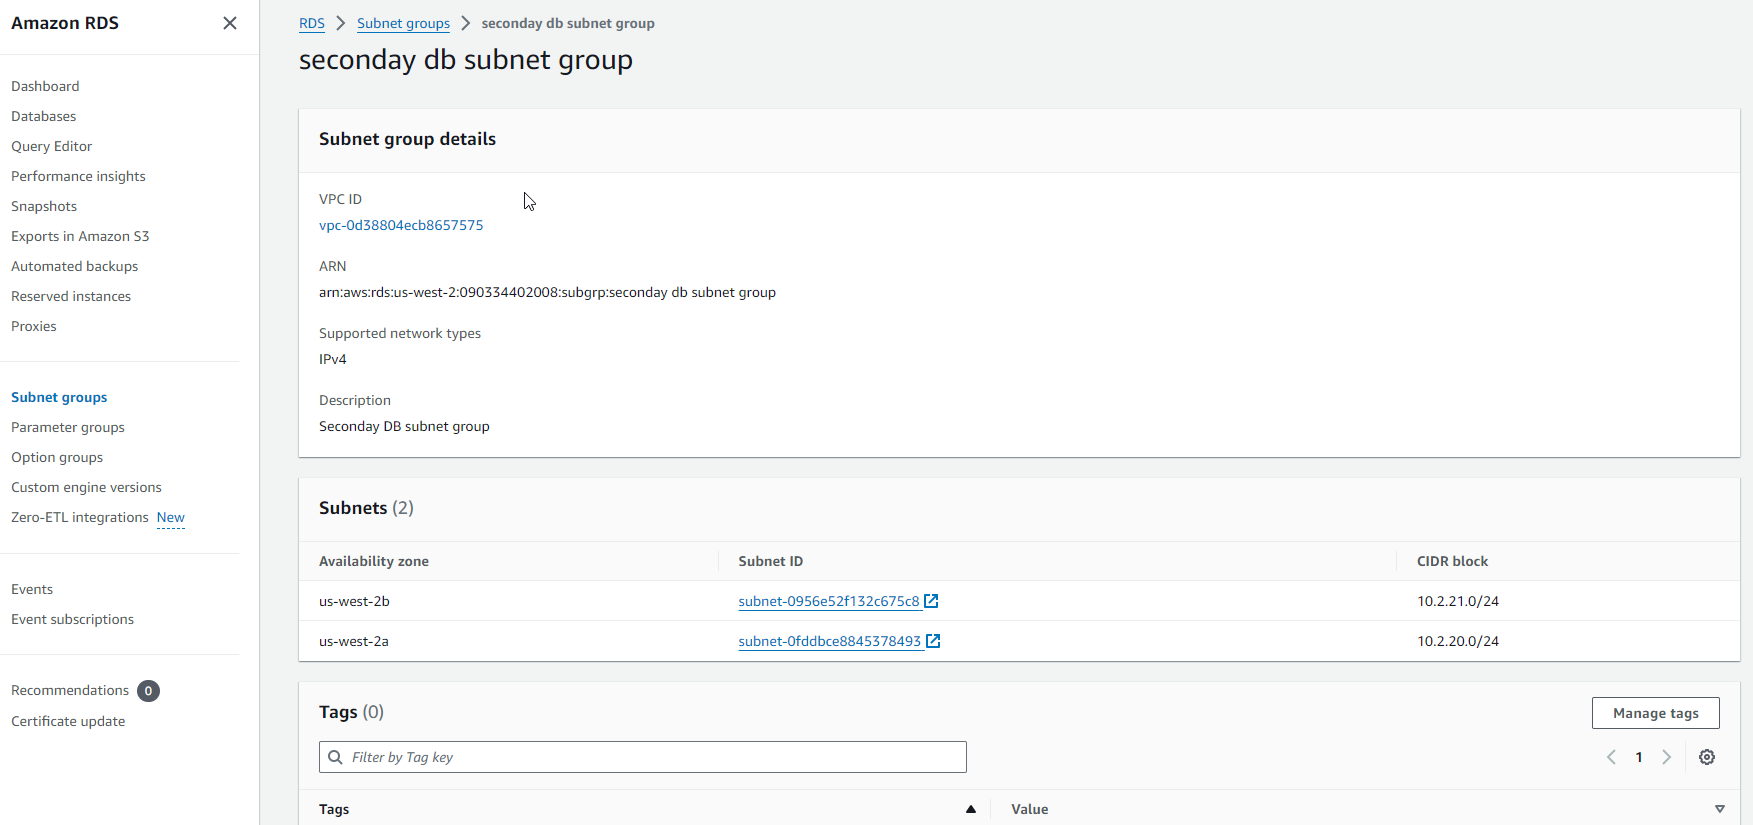 Amazon RDS
Dashboard
Databases
Query Editor
Performance insights
Snapshots
Exports in Amazon S3
Automated backups
Reserved instances
Proxies
Subnet groups
Parameter groups
Option groups
Custom engine versions
Zero-ETL integrations New
Events
Event subscriptions
Recommendations 0
Certificate update
RDS > Subnet groups > seconday db subnet group
seconday db subnet group
Subnet group details
VPC ID
vpc-0d38804ecb8657575
ARN
arn:aws:rds:us-west-2:090334402008:subgrp:seconday db subnet group
Supported network types
IPv4
Description
Seconday DB subnet group
Subnets (2)
Availability zone Subnet ID CIDR block
us-west-2b subnet-0956e52f132c675c8 10.2.21.0/24
us-west-2a subnet-0fddbce8845378493 10.2.20.0/24
Tags (0) Manage tags
Filter by Tag key 1
Tags Value